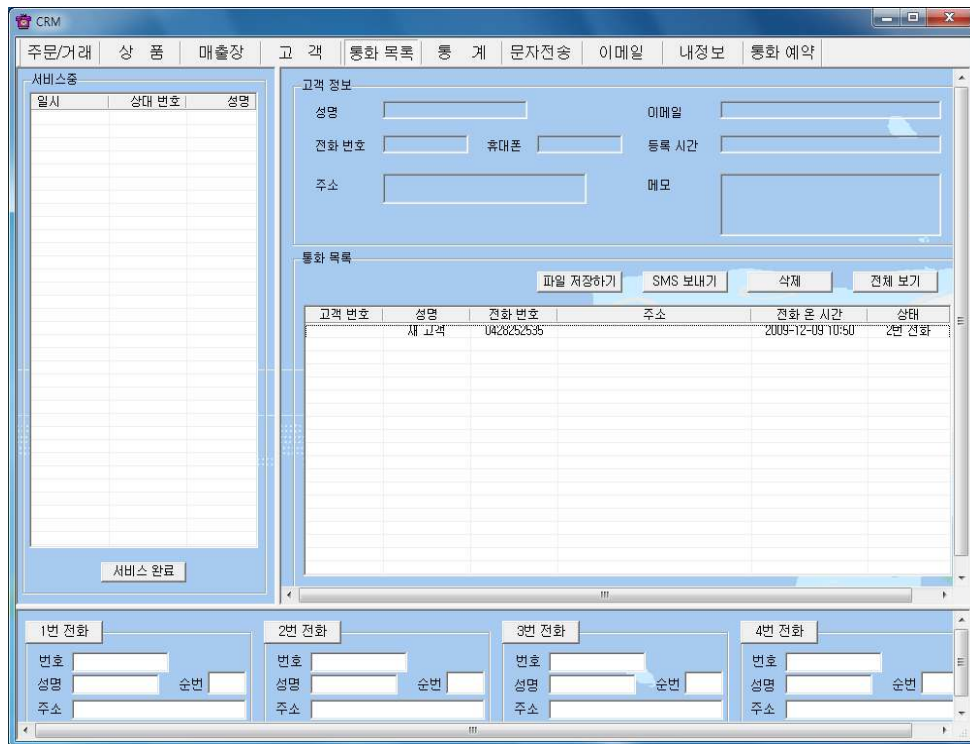 CRM
주문/거래 상 품 매출장 고 객 통화 목록 통 계 문자전송 이메일 내정보 통화 예약
서비스중
일시 상대 번호 성명
서비스 완료
고객 정보
성명 이메일
전화 번호 휴대폰 등록 시간
주소 메모
통화 목록
파일 저장하기 SMS 보내기 삭제 전체 보기
고객 번호 성명 전화 번호 주소 전화 온 시간 상태
새 고객 0428252535 2009-12-09 10:50 2번 전화
1번 전화 2번 전화 3번 전화 4번 전화
번호 번호 번호 번호
성명 순번 성명 순번 성명 순번 성명 순번
주소 주소 주소 주소